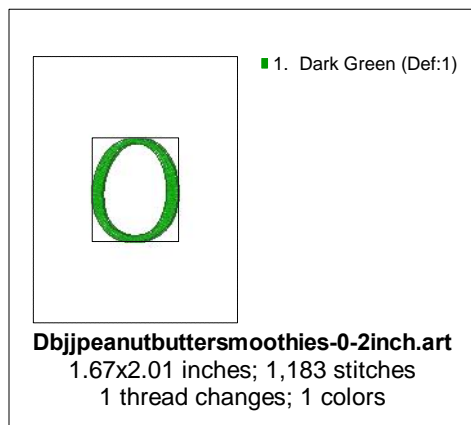 1. Dark Green (Def:1)
0
Dbjjpeanutbuttersmoothies-0-2inch.art
1.67x2.01 inches; 1,183 stitches
1 thread changes; 1 colors